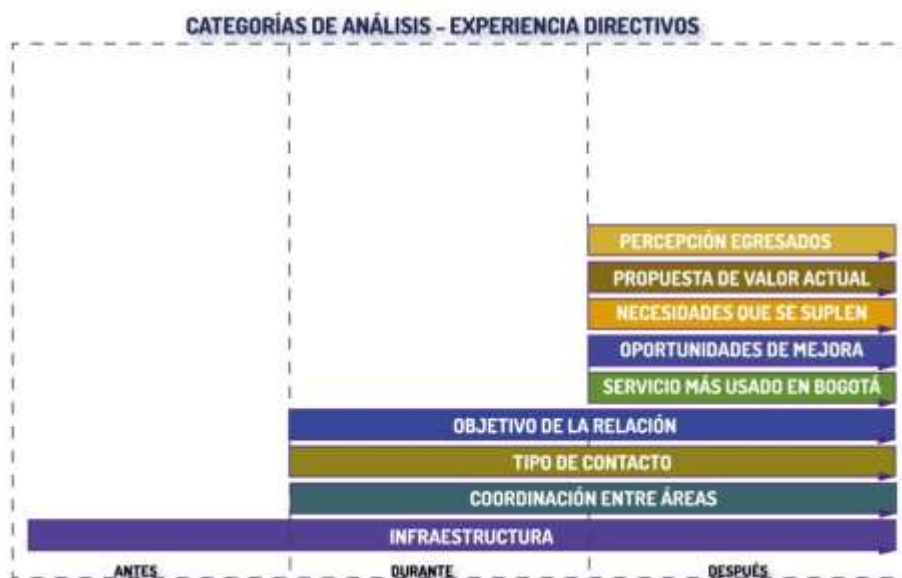 CATEGORÍAS DE ANÁLISIS – EXPERIENCIA DIRECTIVOS
PERCEPCIÓN EGRESADOS
PROPUESTA DE VALOR ACTUAL
NECESIDADES QUE SE SUPLEN
OPORTUNIDADES DE MEJORA
SERVICIO MÁS USADO EN BOGOTÁ
OBJETIVO DE LA RELACIÓN
TIPO DE CONTACTO
COORDINACIÓN ENTRE ÁREAS
INFRAESTRUCTURA
ANTES DURANTE DESPUÉS